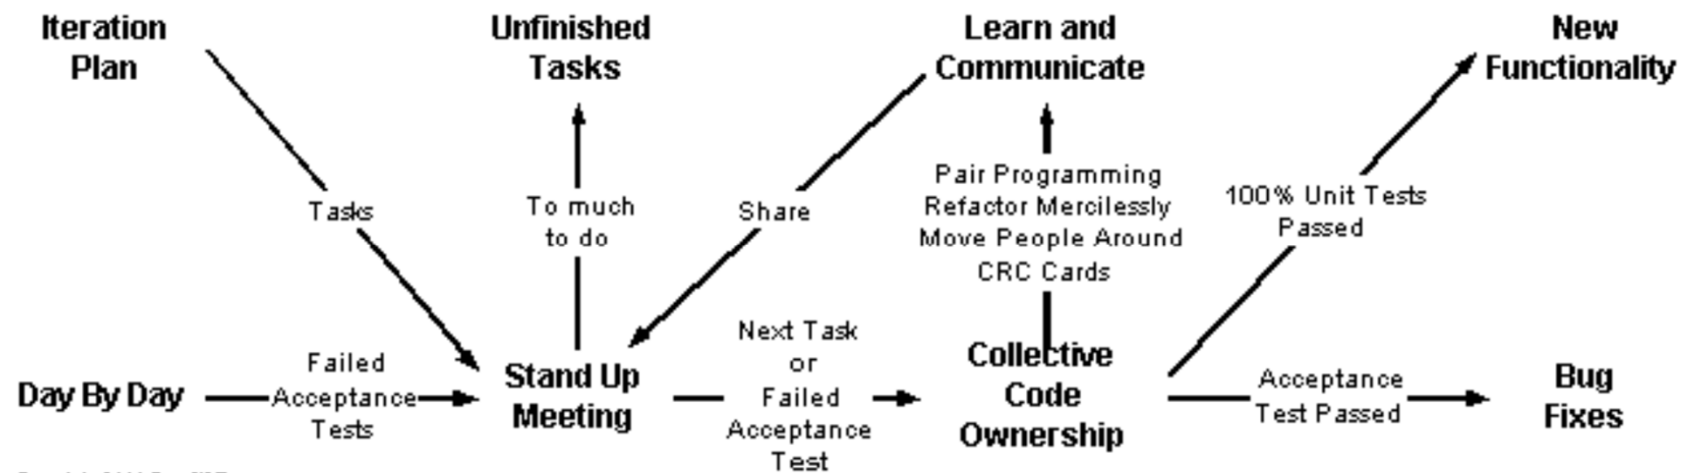 Iteration
Plan
Unfinished
Tasks
Learn and
Communicate
New
Functionality
Tasks
To much
to do
Share
Pair Programming
Refactor Mercilessly
Move People Around
CRC Cards
100% Unit Tests
Passed
Day By Day
Failed
Acceptance
Tests
Stand Up
Meeting
Next Task
or
Failed
Acceptance
Test
Collective
Code
Ownership
Acceptance
Test Passed
Bug
Fixes